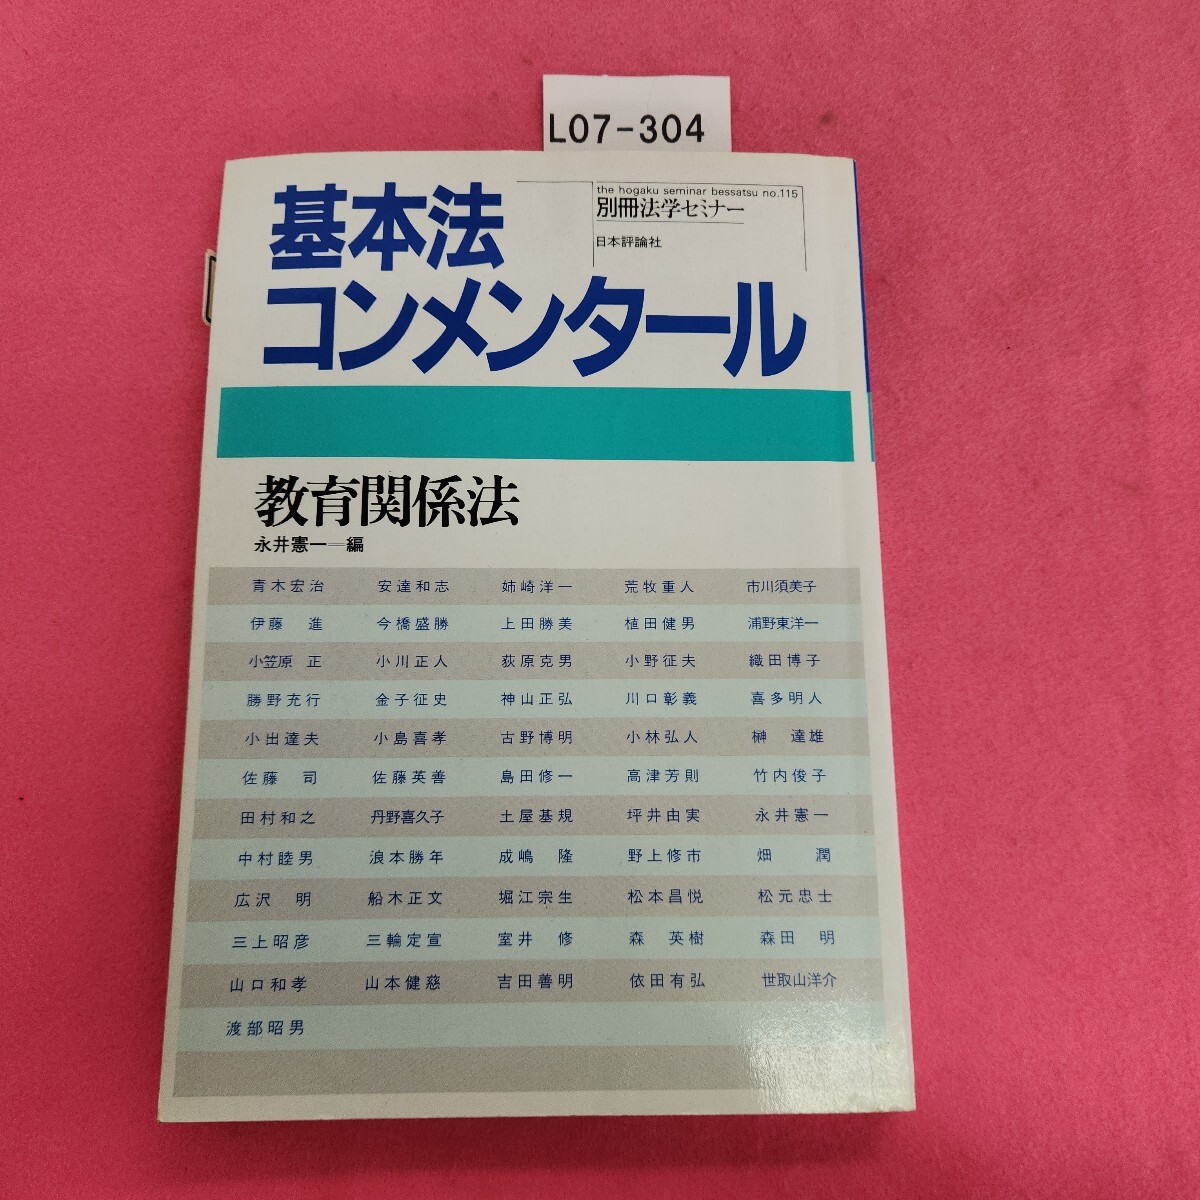 L07-304
the hogaku seminar bessatsu no.115
別冊法学セミナー
日本評論社
基本法
コンメンタール
教育関係法
永井憲一=編
青木宏治 安達和志 姉崎洋一 荒牧重人 市川須美子
伊藤 進 今橋盛勝 上田勝美 植田健男 浦野東洋一
小笠原 正 小川正人 荻原克男 小野征夫 織田博子
勝野充行 金子征史 神山正弘 川口彰義 喜多明人
小出達夫 小島喜孝 古野博明 小林弘人 榊 達雄
佐藤 司 佐藤英善 島田修一 高津芳則 竹内俊子
田村和之 丹野喜久子 土屋基規 坪井由実 永井憲一
中村睦男 浪本勝年 成嶋 隆 野上修市 畑 潤
広沢 明 船木正文 堀江宗生 松本昌悦 松元忠士
三上昭彦 三輪定宣 室井 修 森 英樹 森田 明
山口和孝 山本健慈 吉田善明 依田有弘 世取山洋介
渡部昭男